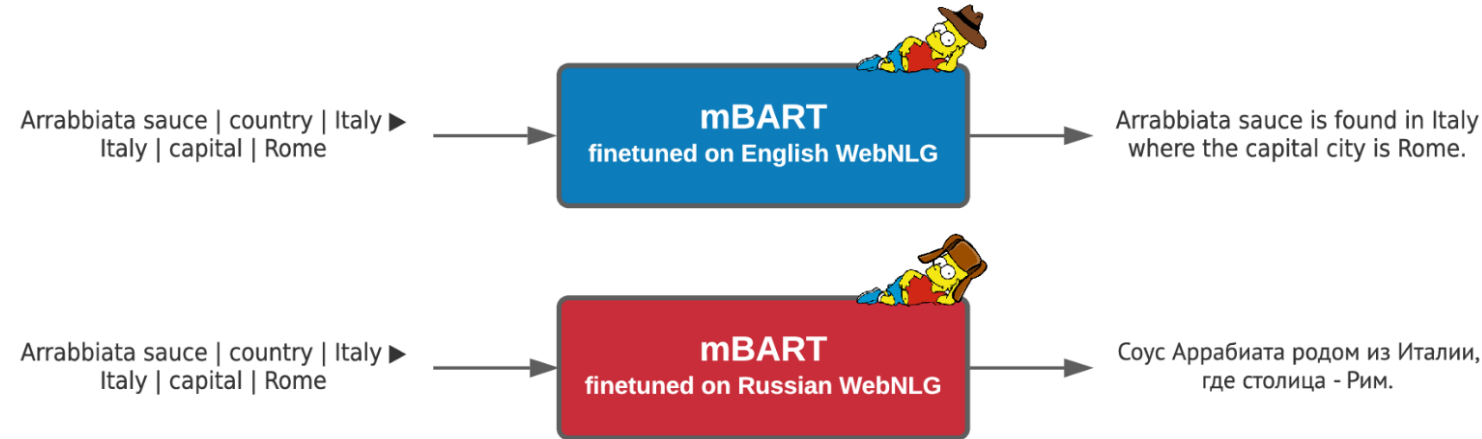 Arrabbiata sauce | country | Italy ▶
Italy | capital | Rome
mBART
finetuned on English WebNLG
Arrabbiata sauce is found in Italy
where the capital city is Rome.
Arrabbiata sauce | country | Italy ▶
Italy | capital | Rome
mBART
finetuned on Russian WebNLG
Соус Аррабиата родом из Италии,
где столица - Рим.